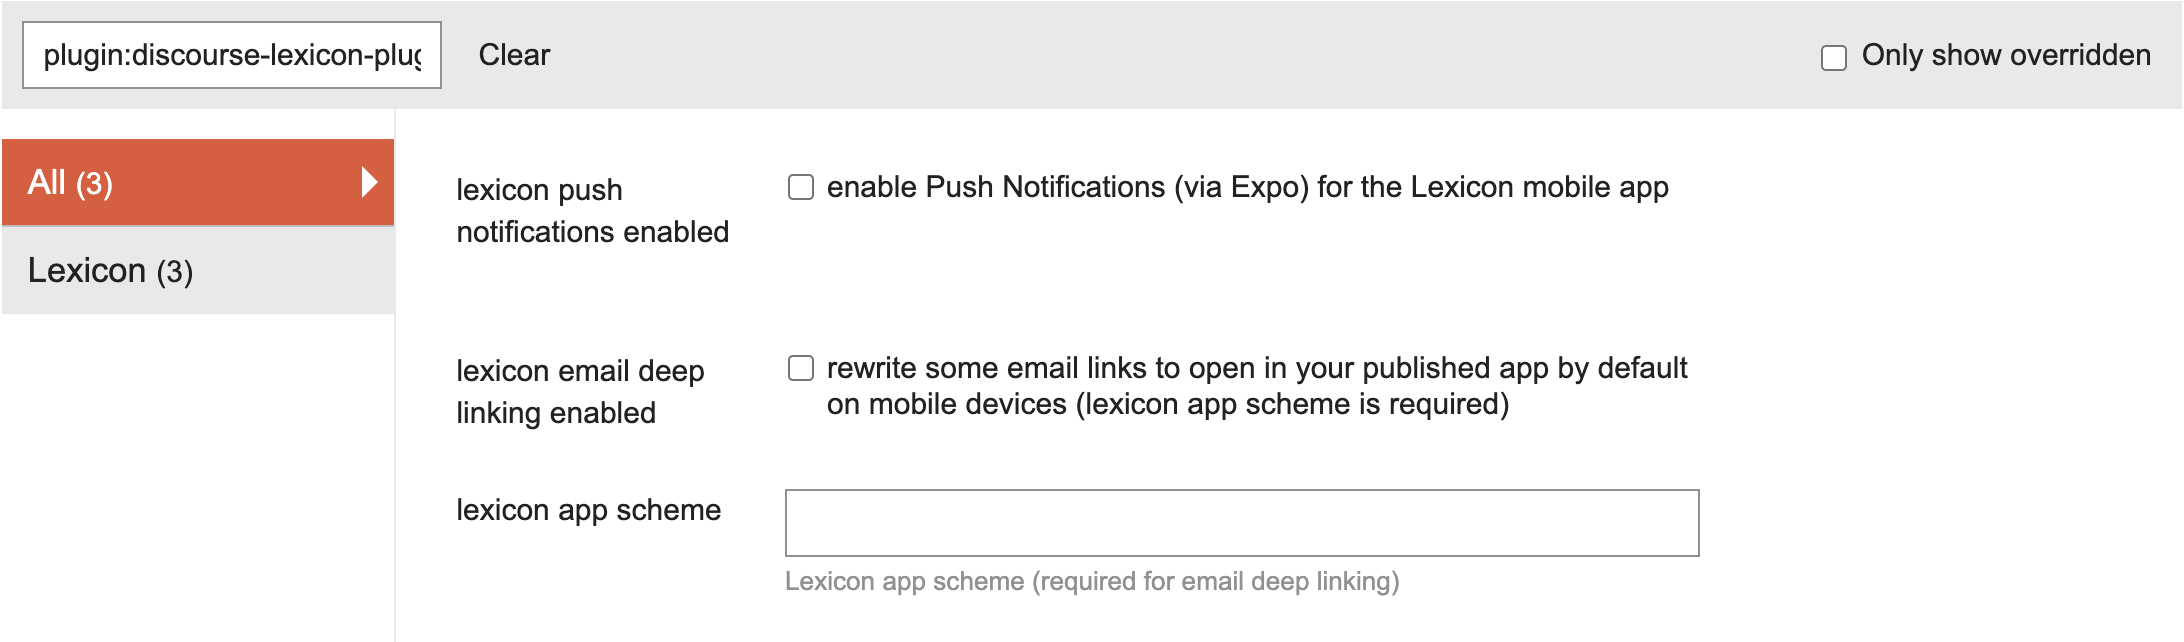 plugin:discourse-lexicon-plug
Clear
Only show overridden
All (3)
Lexicon (3)
lexicon push
notifications enabled
enable Push Notifications (via Expo) for the Lexicon mobile app
lexicon email deep
linking enabled
rewrite some email links to open in your published app by default
on mobile devices (lexicon app scheme is required)
lexicon app scheme
Lexicon app scheme (required for email deep linking)